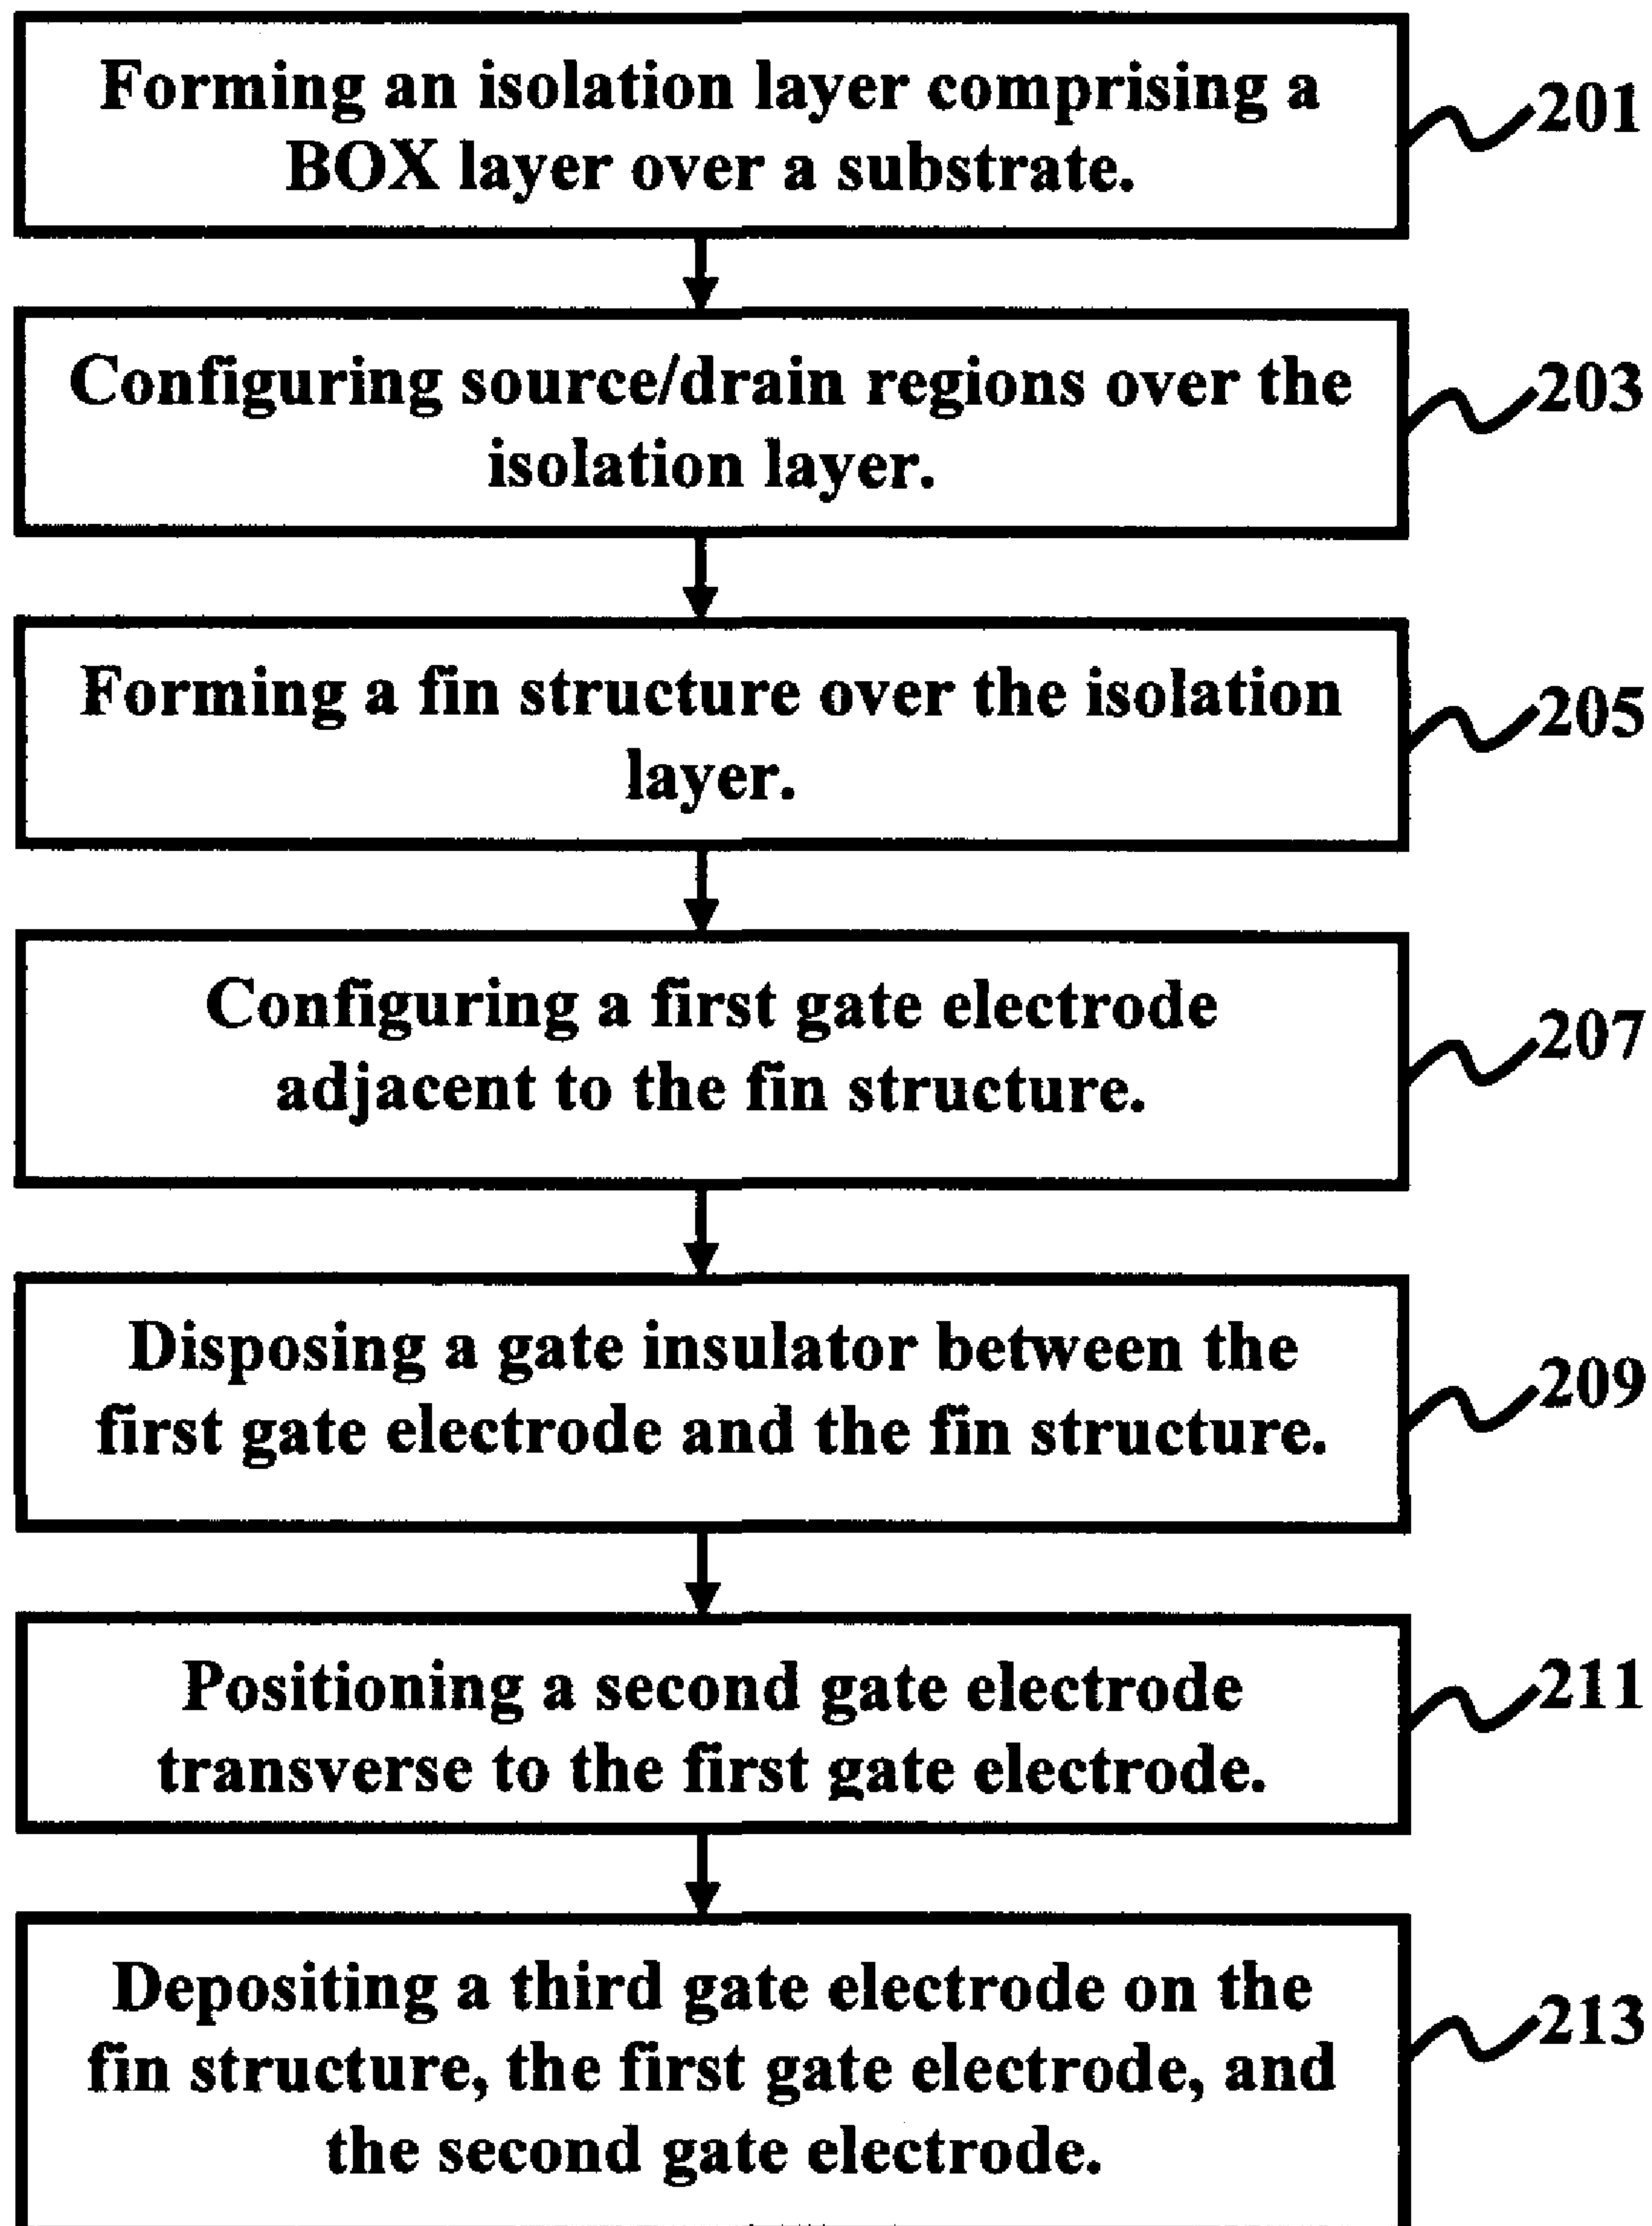 Forming an isolation layer comprising a
BOX layer over a substrate.
201
Configuring source/drain regions over the
isolation layer.
203
Forming a fin structure over the isolation
layer.
205
Configuring a first gate electrode
adjacent to the fin structure.
207
Disposing a gate insulator between the
first gate electrode and the fin structure.
209
Positioning a second gate electrode
transverse to the first gate electrode.
211
Depositing a third gate electrode on the
fin structure, the first gate electrode, and
the second gate electrode.
213